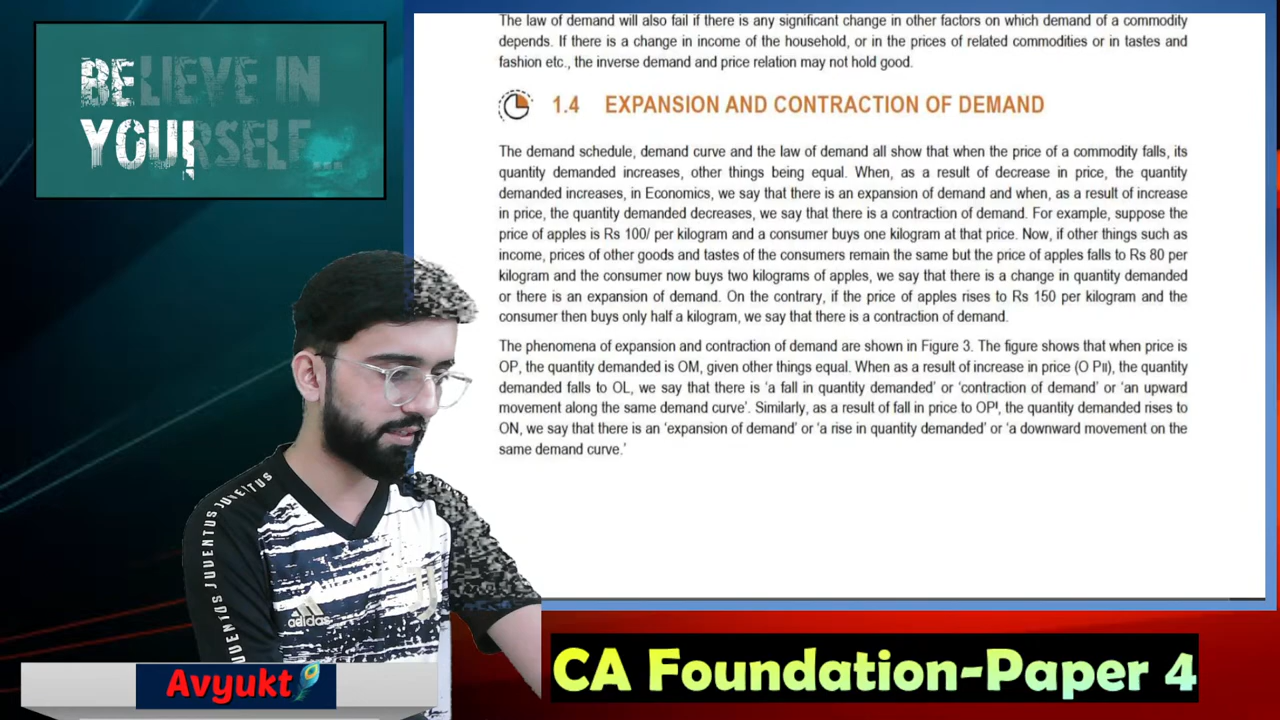 BELIEVE IN
YOURSELF...
The law of demand will also fail if there is any significant change in other factors on which demand of a commodity
depends. If there is a change in income of the household, or in the prices of related commodities or in tastes and
fashion etc., the inverse demand and price relation may not hold good.
1.4 EXPANSION AND CONTRACTION OF DEMAND
The demand schedule, demand curve and the law of demand all show that when the price of a commodity falls, its
quantity demanded increases, other things being equal. When, as a result of decrease in price, the quantity
demanded increases, in Economics, we say that there is an expansion of demand and when, as a result of increase
in price, the quantity demanded decreases, we say that there is a contraction of demand. For example, suppose the
price of apples is Rs 100/ per kilogram and a consumer buys one kilogram at that price. Now, if other things such as
income, prices of other goods and tastes of the consumers remain the same but the price of apples falls to Rs 80 per
kilogram and the consumer now buys two kilograms of apples, we say that there is a change in quantity demanded
or there is an expansion of demand. On the contrary, if the price of apples rises to Rs 150 per kilogram and the
consumer then buys only half a kilogram, we say that there is a contraction of demand.
The phenomena of expansion and contraction of demand are shown in Figure 3. The figure shows that when price is
OP, the quantity demanded is OM, given other things equal. When as a result of increase in price (O PII), the quantity
demanded falls to OL, we say that there is ‘a fall in quantity demanded’ or ‘contraction of demand’ or ‘an upward
movement along the same demand curve’. Similarly, as a result of fall in price to OPᴵ, the quantity demanded rises to
ON, we say that there is an ‘expansion of demand’ or ‘a rise in quantity demanded’ or ‘a downward movement on the
same demand curve.’
JUVENTUS JUVENTUS JUVENTUS
adidas
Avyukt
CA Foundation-Paper 4